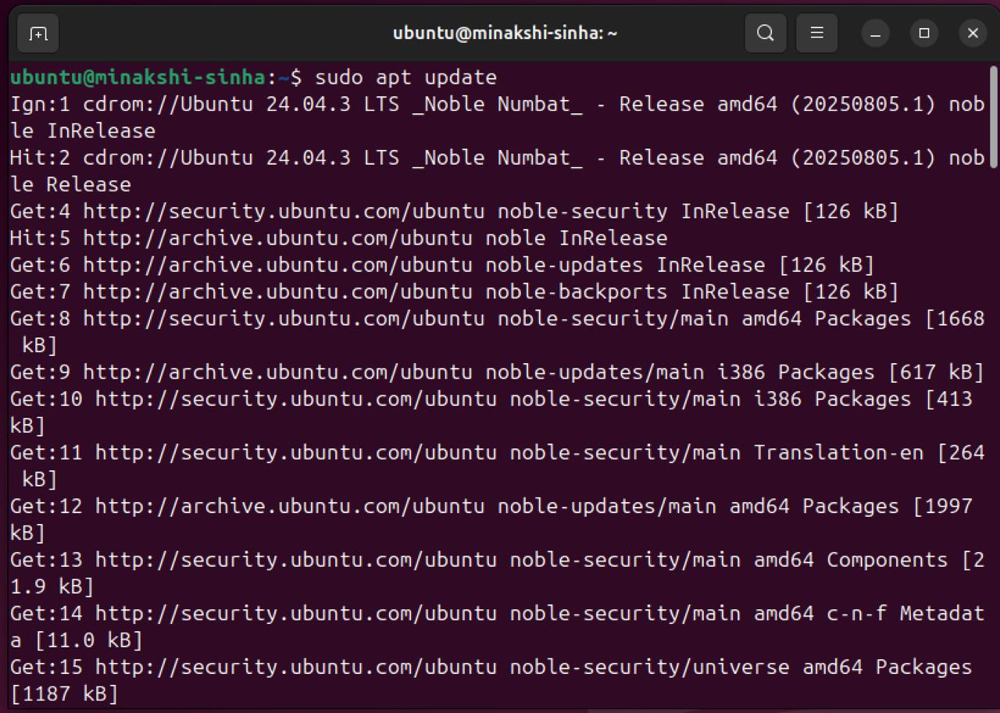 ubuntu@minakshi-sinha: ~
ubuntu@minakshi-sinha:~$ sudo apt update
Ign:1 cdrom://Ubuntu 24.04.3 LTS _Noble Numbat_ - Release amd64 (20250805.1) nob
le InRelease
Hit:2 cdrom://Ubuntu 24.04.3 LTS _Noble Numbat_ - Release amd64 (20250805.1) nob
le Release
Get:4 http://security.ubuntu.com/ubuntu noble-security InRelease [126 kB]
Hit:5 http://archive.ubuntu.com/ubuntu noble InRelease
Get:6 http://archive.ubuntu.com/ubuntu noble-updates InRelease [126 kB]
Get:7 http://archive.ubuntu.com/ubuntu noble-backports InRelease [126 kB]
Get:8 http://security.ubuntu.com/ubuntu noble-security/main amd64 Packages [1668
 kB]
Get:9 http://archive.ubuntu.com/ubuntu noble-updates/main i386 Packages [617 kB]
Get:10 http://security.ubuntu.com/ubuntu noble-security/main i386 Packages [413
kB]
Get:11 http://security.ubuntu.com/ubuntu noble-security/main Translation-en [264
 kB]
Get:12 http://archive.ubuntu.com/ubuntu noble-updates/main amd64 Packages [1997
kB]
Get:13 http://security.ubuntu.com/ubuntu noble-security/main amd64 Components [2
1.9 kB]
Get:14 http://security.ubuntu.com/ubuntu noble-security/main amd64 c-n-f Metadat
a [11.0 kB]
Get:15 http://security.ubuntu.com/ubuntu noble-security/universe amd64 Packages
[1187 kB]